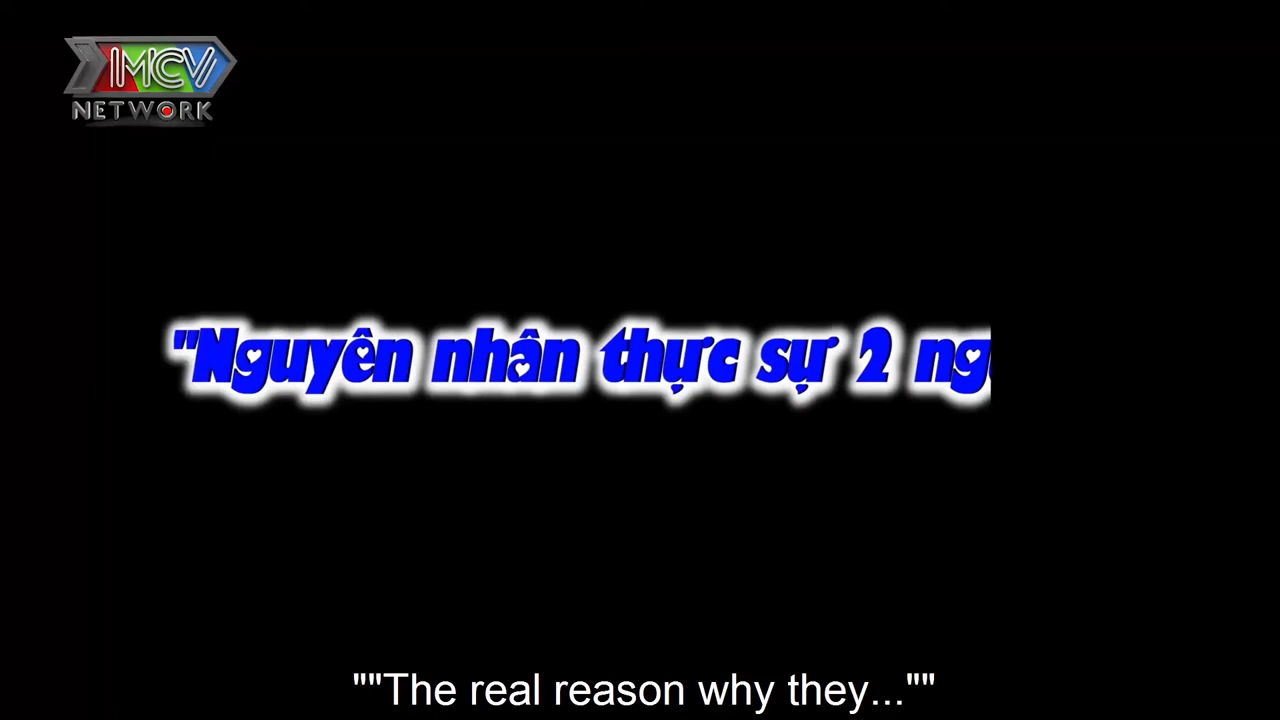 MCV
NETWORK
"Nguyên nhân thực sự 2
""The real reason why they...""